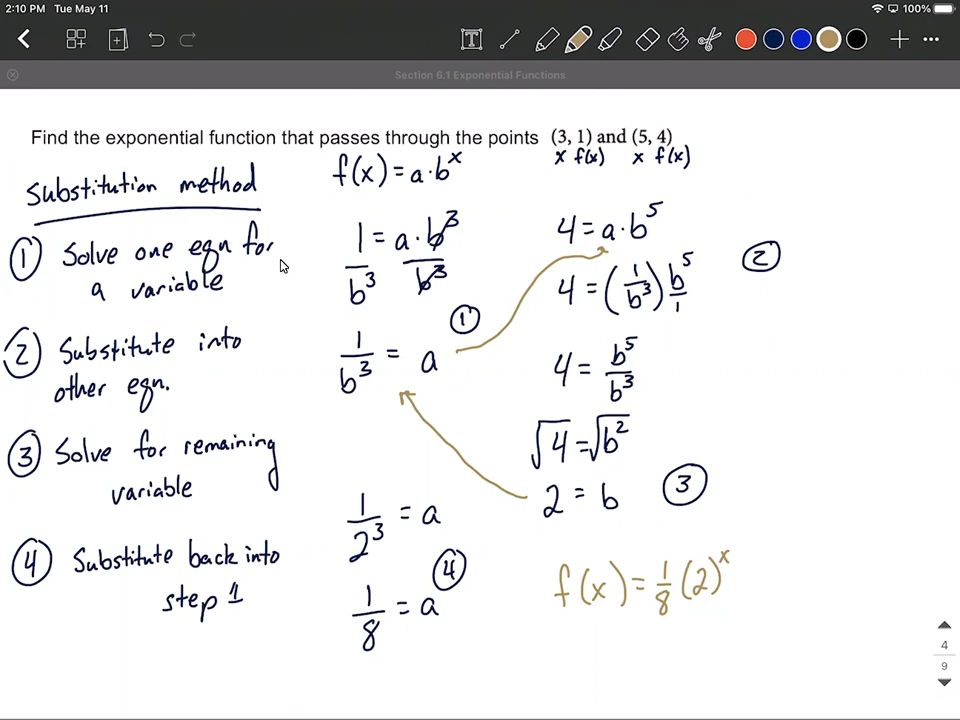 2:10 PM Tue May 11
100%
Section 6.1 Exponential Functions
Find the exponential function that passes through the points (3, 1) and (5, 4)
x f(x) x f(x)
Substitution method
① Solve one eqn for
a variable
② Substitute into
other eqn.
③ Solve for remaining
variable
④ Substitute back into
step 1
f(x) = a·b^x
1 = a·b^3
b^3 b^3
1/b^3 = a ①
1/2^3 = a
1/8 = a ④
4 = a·b^5
4 = (1/b^3) b^5/1 ②
4 = b^5/b^3
√4 = √b^2
2 = b ③
f(x) = 1/8 (2)^x
4
9